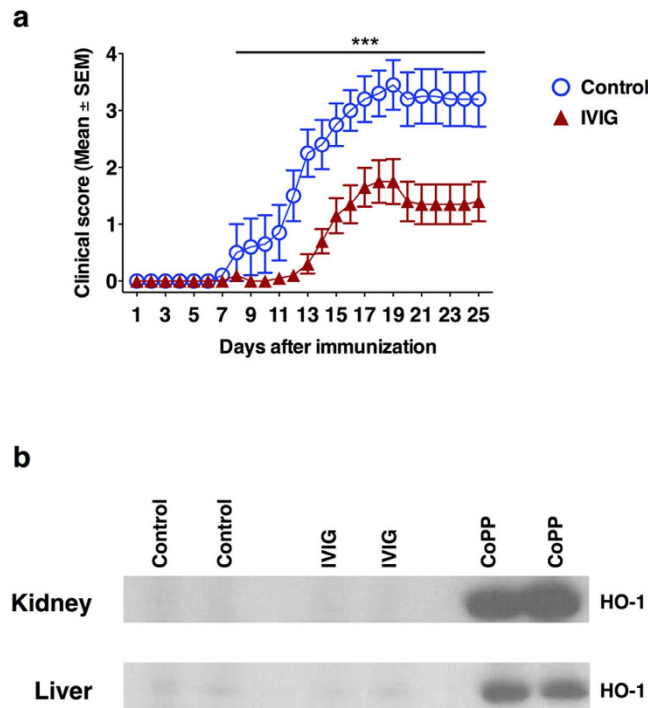 a
***
4
3
2
1
0
Clinical score (Mean ± SEM)
1 3 5 7 9 11 13 15 17 19 21 23 25
Days after immunization
Control
IVIG
b
Control Control IVIG IVIG CoPP CoPP
Kidney HO-1
Liver HO-1